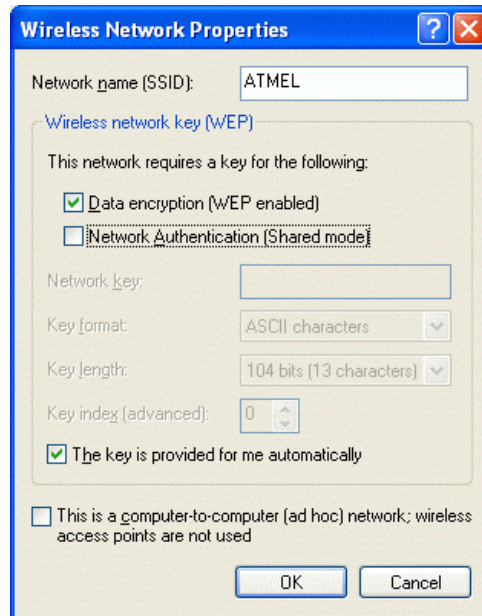 Wireless Network Properties
Network name (SSID): ATMEL
Wireless network key (WEP)
This network requires a key for the following:
Data encryption (WEP enabled)
Network Authentication (Shared mode)
Network key:
Key format: ASCII characters
Key length: 104 bits (13 characters)
Key index (advanced): 0
The key is provided for me automatically
This is a computer-to-computer (ad hoc) network; wireless
access points are not used
OK Cancel